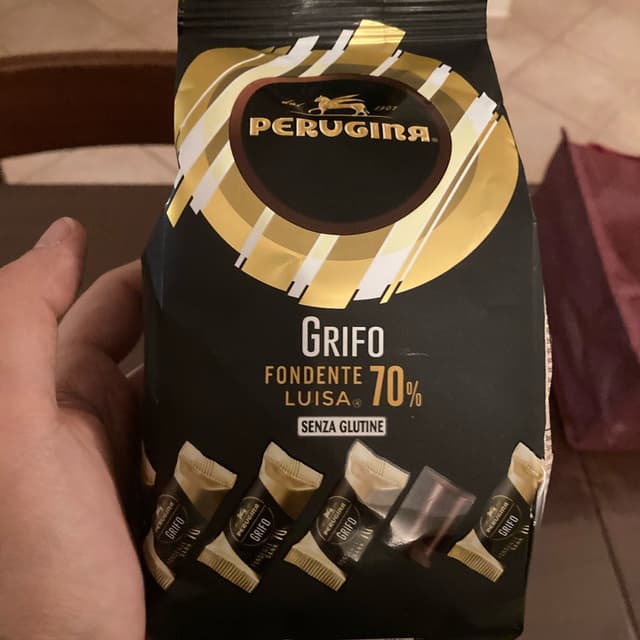 dal 1907
PERUGINA®
GRIFO
FONDENTE 70%
LUISA®
SENZA GLUTINE
PERUGINA
GRIFO
PERUGINA
GRIFO
PERUGINA
GRIFO
PERUGINA
GRIFO